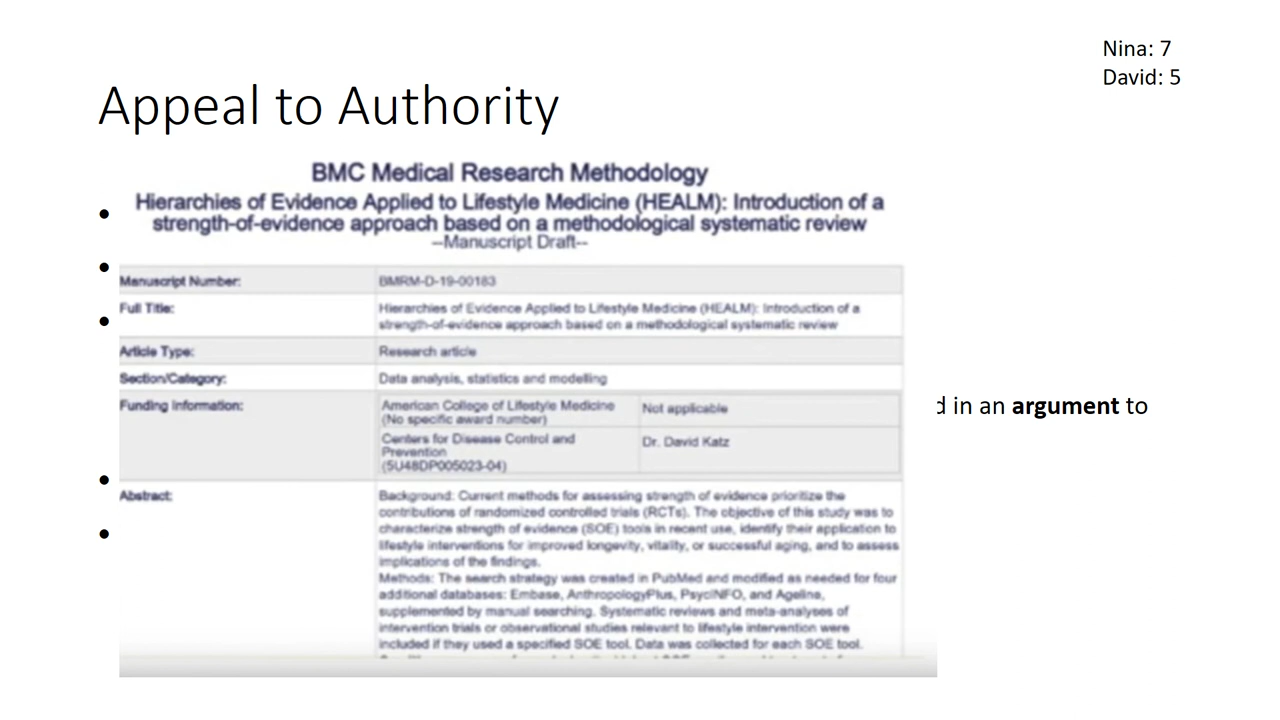 Nina: 7
David: 5
Appeal to Authority
BMC Medical Research Methodology
Hierarchies of Evidence Applied to Lifestyle Medicine (HEALM): Introduction of a
strength-of-evidence approach based on a methodological systematic review
--Manuscript Draft--
Manuscript Number: BMRM-D-19-00183
Full Title: Hierarchies of Evidence Applied to Lifestyle Medicine (HEALM): Introduction of a
strength-of-evidence approach based on a methodological systematic review
Article Type: Research article
Section/Category: Data analysis, statistics and modelling
Funding Information: American College of Lifestyle Medicine Not applicable
(No specific award number)
Centers for Disease Control and Dr. David Katz
Prevention
(5U48DP005023-04)
in an argument to
Abstract: Background: Current methods for assessing strength of evidence prioritize the
contributions of randomized controlled trials (RCTs). The objective of this study was to
characterize strength of evidence (SOE) tools in recent use, identify their application to
lifestyle interventions for improved longevity, vitality, or successful aging, and to assess
implications of the findings.
Methods: The search strategy was created in PubMed and modified as needed for four
additional databases: Embase, AnthropologyPlus, PsycINFO, and Ageline,
supplemented by manual searching. Systematic reviews and meta-analyses of
intervention trials or observational studies relevant to lifestyle intervention were
included if they used a specified SOE tool. Data was collected for each SOE tool.